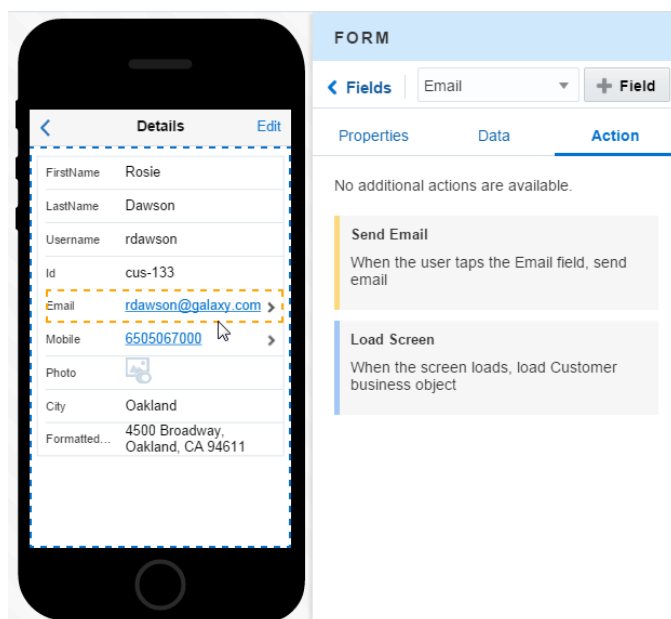 Details
Edit
FirstName Rosie
LastName Dawson
Username rdawson
Id cus-133
Email rdawson@galaxy.com
Mobile 6505067000
Photo
City Oakland
Formatted... 4500 Broadway,
Oakland, CA 94611
FORM
Fields Email Field
Properties Data Action
No additional actions are available.
Send Email
When the user taps the Email field, send
email
Load Screen
When the screen loads, load Customer
business object